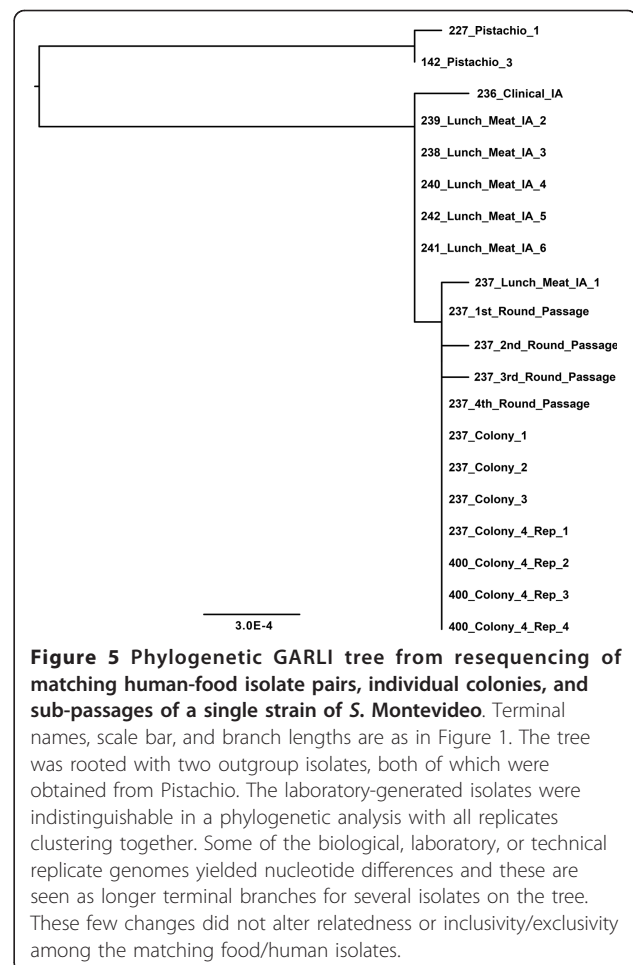 227_Pistachio_1
142_Pistachio_3
236_Clinical_IA
239_Lunch_Meat_IA_2
238_Lunch_Meat_IA_3
240_Lunch_Meat_IA_4
242_Lunch_Meat_IA_5
241_Lunch_Meat_IA_6
237_Lunch_Meat_IA_1
237_1st_Round_Passage
237_2nd_Round_Passage
237_3rd_Round_Passage
237_4th_Round_Passage
237_Colony_1
237_Colony_2
237_Colony_3
237_Colony_4_Rep_1
400_Colony_4_Rep_2
400_Colony_4_Rep_3
400_Colony_4_Rep_4
3.0E-4
Figure 5 Phylogenetic GARLI tree from resequencing of
matching human-food isolate pairs, individual colonies, and
sub-passages of a single strain of S. Montevideo. Terminal
names, scale bar, and branch lengths are as in Figure 1. The tree
was rooted with two outgroup isolates, both of which were
obtained from Pistachio. The laboratory-generated isolates were
indistinguishable in a phylogenetic analysis with all replicates
clustering together. Some of the biological, laboratory, or technical
replicate genomes yielded nucleotide differences and these are
seen as longer terminal branches for several isolates on the tree.
These few changes did not alter relatedness or inclusivity/exclusivity
among the matching food/human isolates.